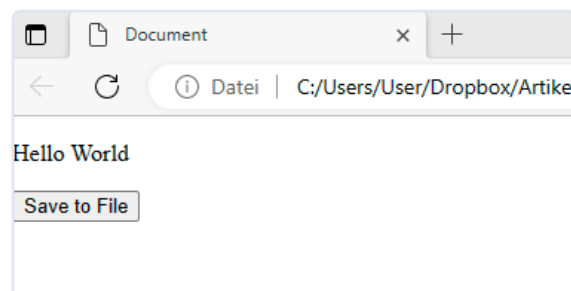 Document
Datei C:/Users/User/Dropbox/Artike
Hello World
Save to File